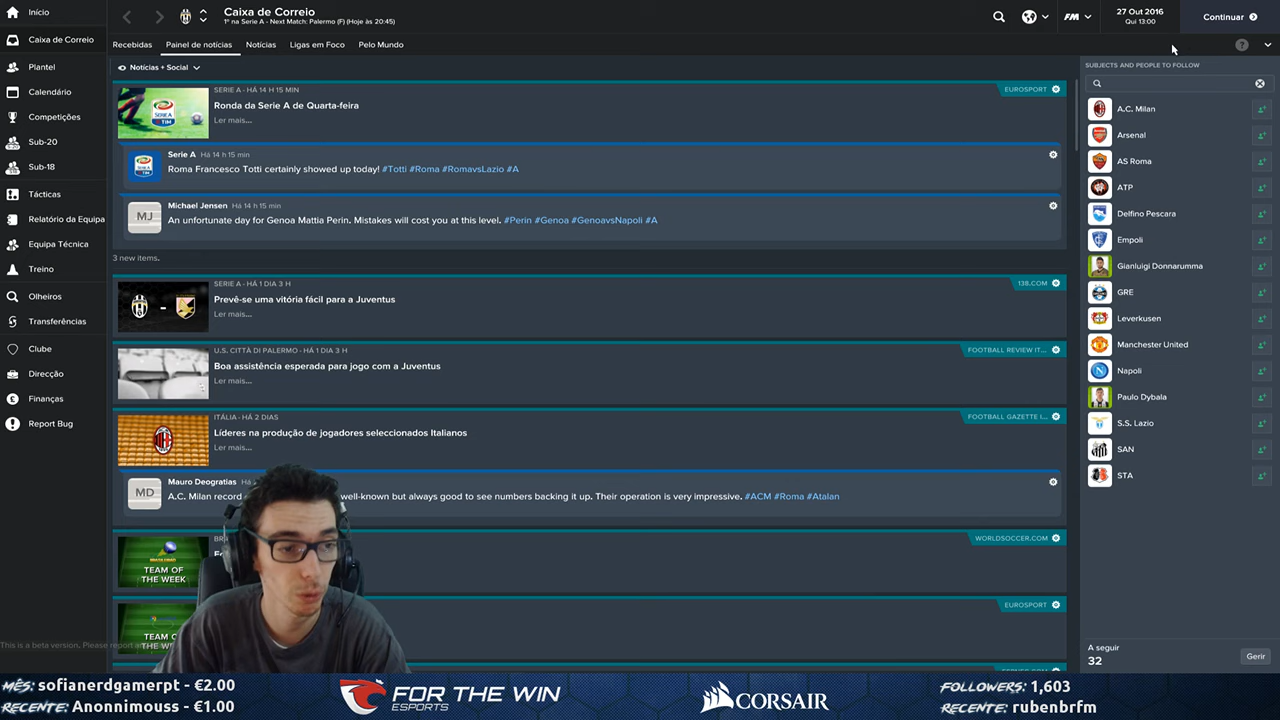 Início
Caixa de Correio
Plantel
Calendário
Competições
Sub-20
Sub-18
Tácticas
Relatório da Equipa
Equipa Técnica
Treino
Olheiros
Transferências
Clube
Direcção
Finanças
Report Bug
Caixa de Correio
1º na Serie A - Next Match: Palermo (F) (Hoje às 20:45)
FM
27 Out 2016
Qui 13:00
Continuar
Recebidas
Painel de notícias
Notícias
Ligas em Foco
Pelo Mundo
Notícias + Social
SERIE A - HÁ 14 H 15 MIN
EUROSPORT
Ronda da Serie A de Quarta-feira
Ler mais...
Serie A Há 14 h 15 min
Roma Francesco Totti certainly showed up today! #Totti #Roma #RomavsLazio #A
MJ
Michael Jensen Há 14 h 15 min
An unfortunate day for Genoa Mattia Perin. Mistakes will cost you at this level. #Perin #Genoa #GenoavsNapoli #A
3 new items.
SERIE A - HÁ 1 DIA 3 H
138.COM
Prevê-se uma vitória fácil para a Juventus
Ler mais...
U.S. CITTÀ DI PALERMO - HÁ 1 DIA 3 H
FOOTBALL REVIEW IT...
Boa assistência esperada para jogo com a Juventus
Ler mais...
ITÁLIA - HÁ 2 DIAS
FOOTBALL GAZETTE I...
Líderes na produção de jogadores seleccionados Italianos
Ler mais...
MD
Mauro Deogratias
A.C. Milan record well-known but always good to see numbers backing it up. Their operation is very impressive. #ACM #Roma #Atalan
WORLDSOCCER.COM
TEAM OF THE WEEK
EUROSPORT
SUBJECTS AND PEOPLE TO FOLLOW
A.C. Milan
Arsenal
AS Roma
ATP
Delfino Pescara
Empoli
Gianluigi Donnarumma
GRE
Leverkusen
Manchester United
Napoli
Paulo Dybala
S.S. Lazio
SAN
STA
A seguir
32
Gerir
This is a beta version. Please report
MÊS: sofianerdgamerpt - €2.00
RECENTE: Anonnimouss - €1.00
FOR THE WIN
ESPORTS
CORSAIR
FOLLOWERS: 1,603
RECENTE: rubenbrfm